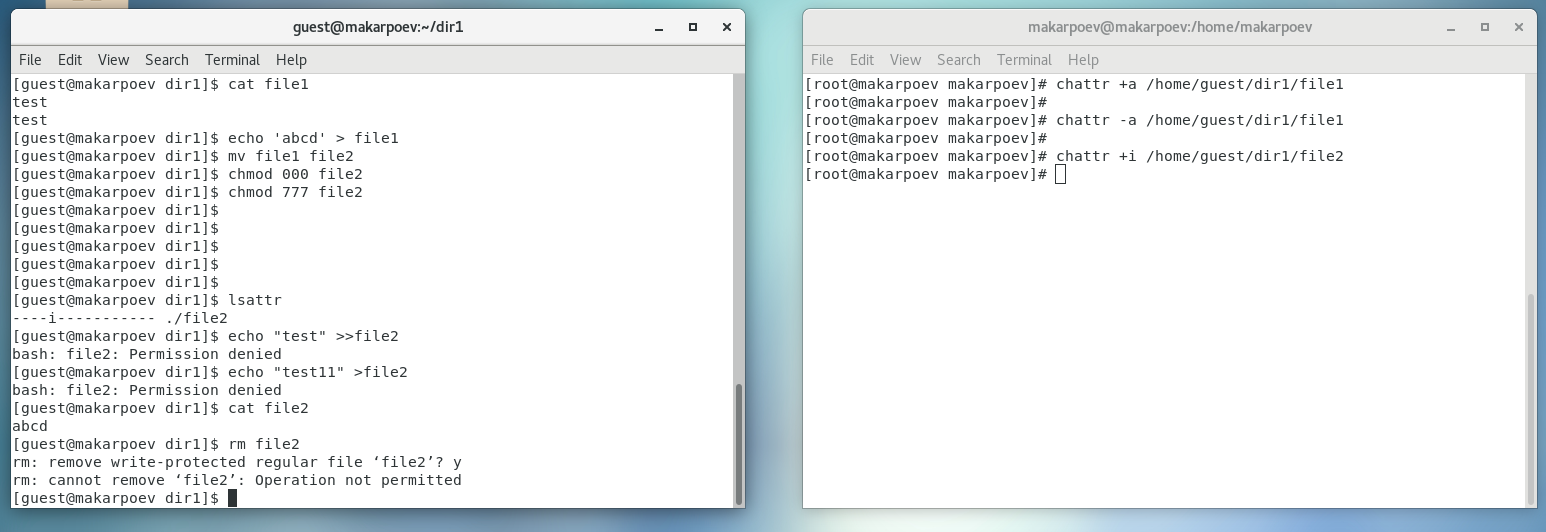 guest@makarpoev:~/dir1
File Edit View Search Terminal Help
[guest@makarpoev dir1]$ cat file1
test
test
[guest@makarpoev dir1]$ echo 'abcd' > file1
[guest@makarpoev dir1]$ mv file1 file2
[guest@makarpoev dir1]$ chmod 000 file2
[guest@makarpoev dir1]$ chmod 777 file2
[guest@makarpoev dir1]$
[guest@makarpoev dir1]$
[guest@makarpoev dir1]$
[guest@makarpoev dir1]$
[guest@makarpoev dir1]$
[guest@makarpoev dir1]$ lsattr
----i----------- ./file2
[guest@makarpoev dir1]$ echo "test" >>file2
bash: file2: Permission denied
[guest@makarpoev dir1]$ echo "test11" >file2
bash: file2: Permission denied
[guest@makarpoev dir1]$ cat file2
abcd
[guest@makarpoev dir1]$ rm file2
rm: remove write-protected regular file ‘file2’? y
rm: cannot remove ‘file2’: Operation not permitted
[guest@makarpoev dir1]$
makarpoev@makarpoev:/home/makarpoev
File Edit View Search Terminal Help
[root@makarpoev makarpoev]# chattr +a /home/guest/dir1/file1
[root@makarpoev makarpoev]#
[root@makarpoev makarpoev]# chattr -a /home/guest/dir1/file1
[root@makarpoev makarpoev]#
[root@makarpoev makarpoev]# chattr +i /home/guest/dir1/file2
[root@makarpoev makarpoev]#